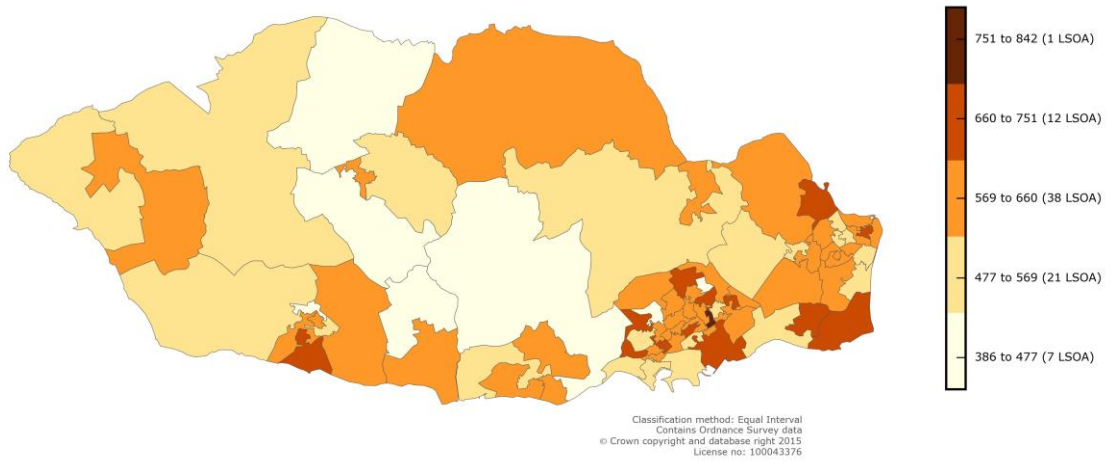 751 to 842 (1 LSOA)
660 to 751 (12 LSOA)
569 to 660 (38 LSOA)
477 to 569 (21 LSOA)
386 to 477 (7 LSOA)
Classification method: Equal Interval
Contains Ordnance Survey data
© Crown copyright and database right 2015
License no: 100043376